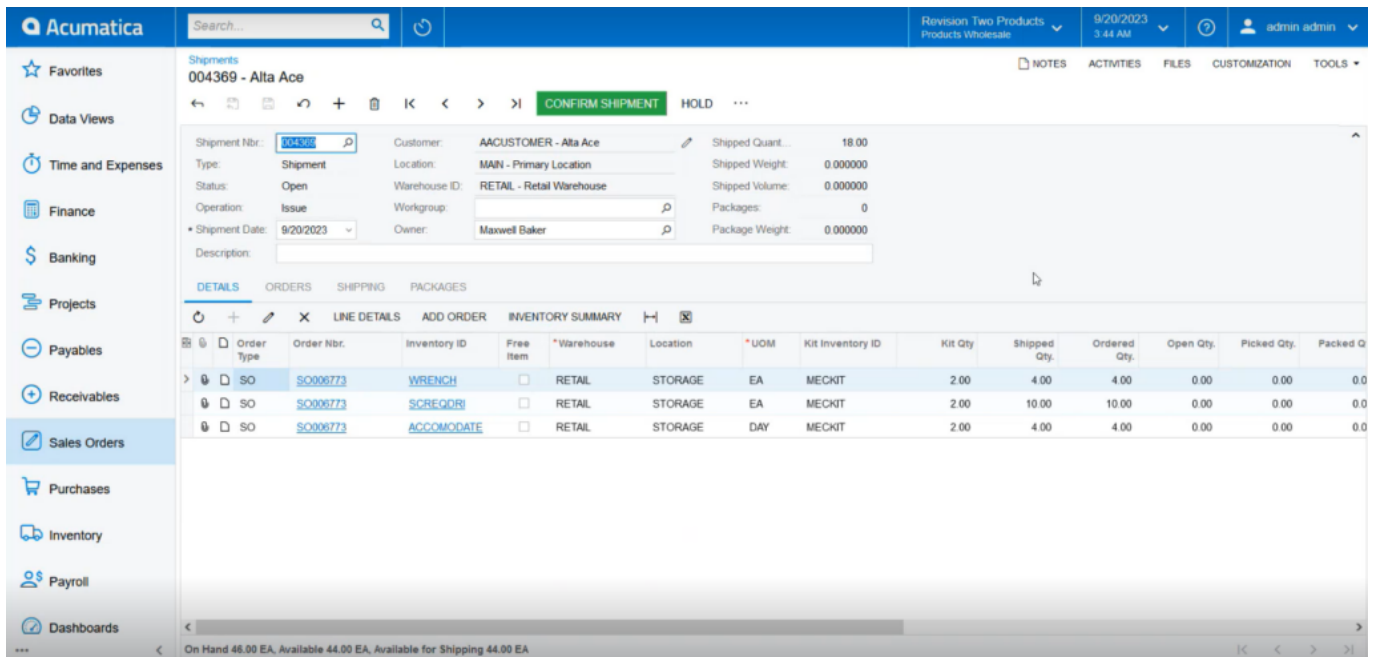 Acumatica
Search...
Revision Two Products
Products Wholesale
9/20/2023
3:44 AM
admin admin
Favorites
Data Views
Time and Expenses
Finance
Banking
Projects
Payables
Receivables
Sales Orders
Purchases
Inventory
Payroll
Dashboards
Shipments
004369 - Alta Ace
NOTES ACTIVITIES FILES CUSTOMIZATION TOOLS
CONFIRM SHIPMENT HOLD ...
Shipment Nbr.: 004369 Customer: AACUSTOMER - Alta Ace Shipped Quant... 18.00
Type: Shipment Location: MAIN - Primary Location Shipped Weight: 0.000000
Status: Open Warehouse ID: RETAIL - Retail Warehouse Shipped Volume: 0.000000
Operation: Issue Workgroup: Packages: 0
* Shipment Date: 9/20/2023 Owner: Maxwell Baker Package Weight: 0.000000
Description:
DETAILS ORDERS SHIPPING PACKAGES
LINE DETAILS ADD ORDER INVENTORY SUMMARY
Order Type Order Nbr. Inventory ID Free Item *Warehouse Location *UOM Kit Inventory ID Kit Qty Shipped Qty. Ordered Qty. Open Qty. Picked Qty. Packed Q
SO SO006773 WRENCH RETAIL STORAGE EA MECKIT 2.00 4.00 4.00 0.00 0.00 0.0
SO SO006773 SCREQDRI RETAIL STORAGE EA MECKIT 2.00 10.00 10.00 0.00 0.00 0.0
SO SO006773 ACCOMODATE RETAIL STORAGE DAY MECKIT 2.00 4.00 4.00 0.00 0.00 0.0
On Hand 46.00 EA, Available 44.00 EA, Available for Shipping 44.00 EA